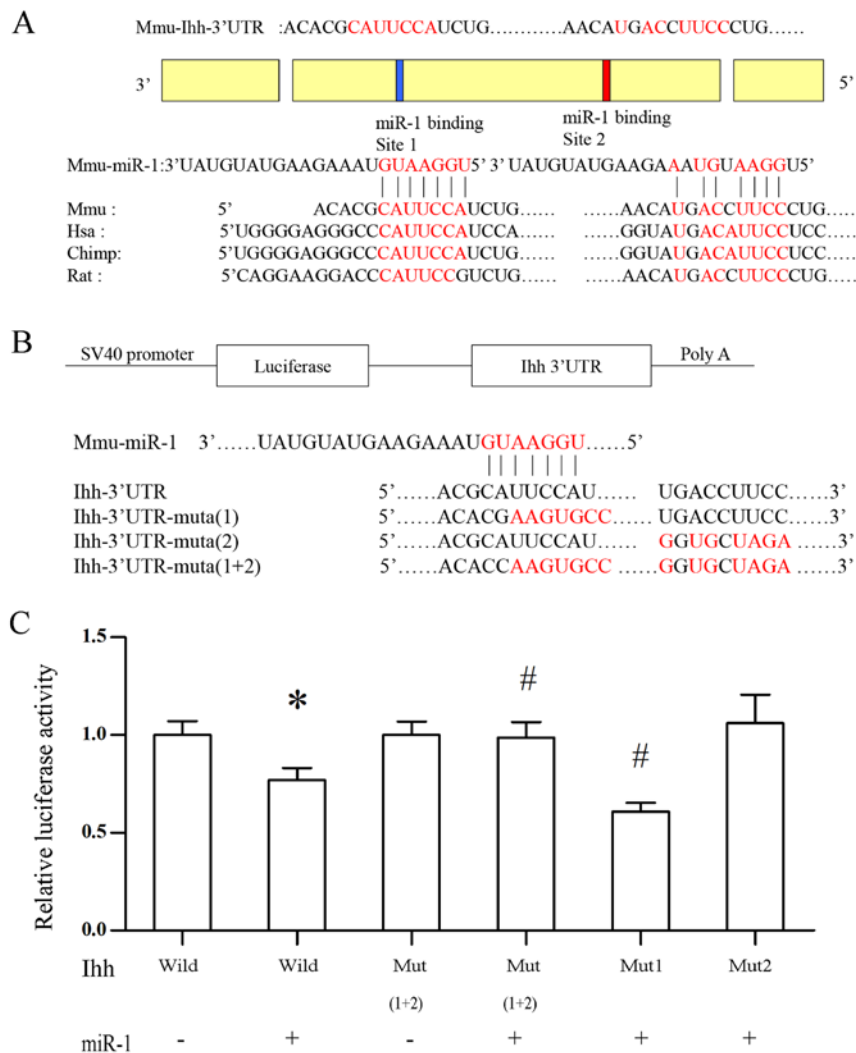 A
Mmu-Ihh-3'UTR :ACACGCAUUCCAUCUG............AACAUGACCUUCCCUG......
3' 5'
miR-1 binding Site 1
miR-1 binding Site 2
Mmu-miR-1:3'UAUGUAUGAAGAAAUGUAAGGU5' 3'UAUGUAUGAAGAAAUGUAAGGU5'
Mmu : 5' ACACGCAUUCCAUCUG...... ......AACAUGACCUUCCCUG......
Hsa : 5'UGGGGAGGGCCCAUUCCAUCCA...... ......GGUAUGACAUUCCUCC......
Chimp: 5'UGGGGAGGGCCCAUUCCAUCCA...... ......GGUAUGACAUUCCUCC......
Rat : 5'CAGGAAGGACCCAUUCCGUCUG...... ......AACAUGACCUUCCCUG......
B
SV40 promoter Luciferase Ihh 3'UTR Poly A
Mmu-miR-1 3'......UAUGUAUGAAGAAAUGUAAGGU......5'
Ihh-3'UTR 5'......ACGCAUUCCAU...... UGACCUUCC......3'
Ihh-3'UTR-muta(1) 5'......ACACGAAGUGCC...... UGACCUUCC......3'
Ihh-3'UTR-muta(2) 5'......ACGCAUUCCAU...... GGUGCUAGA......3'
Ihh-3'UTR-muta(1+2) 5'......ACACCAAGUGCC ......GGUGCUAGA......3'
C
Relative luciferase activity
1.5
1.0
0.5
0.0
* # #
Ihh Wild Wild Mut (1+2) Mut (1+2) Mut1 Mut2
miR-1 - + - + + +